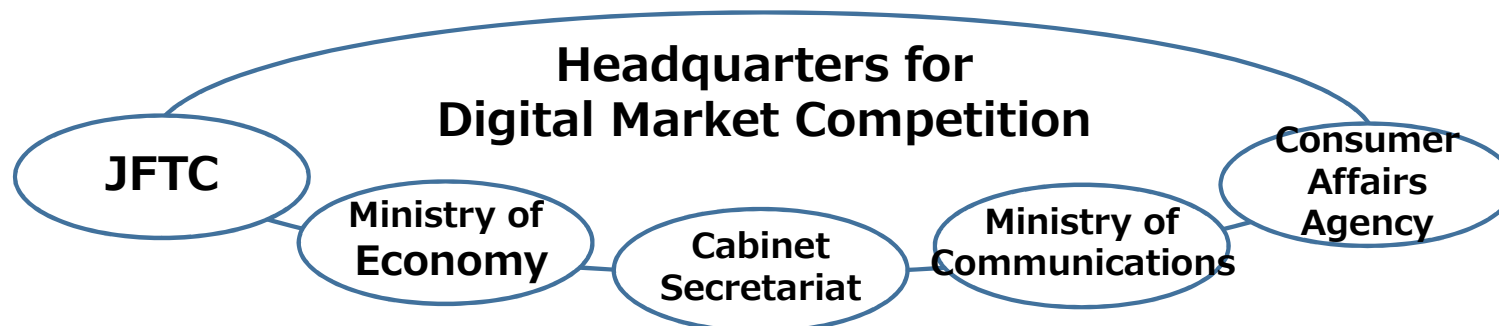 Headquarters for
Digital Market Competition
JFTC
Ministry of
Economy
Cabinet
Secretariat
Ministry of
Communications
Consumer
Affairs
Agency